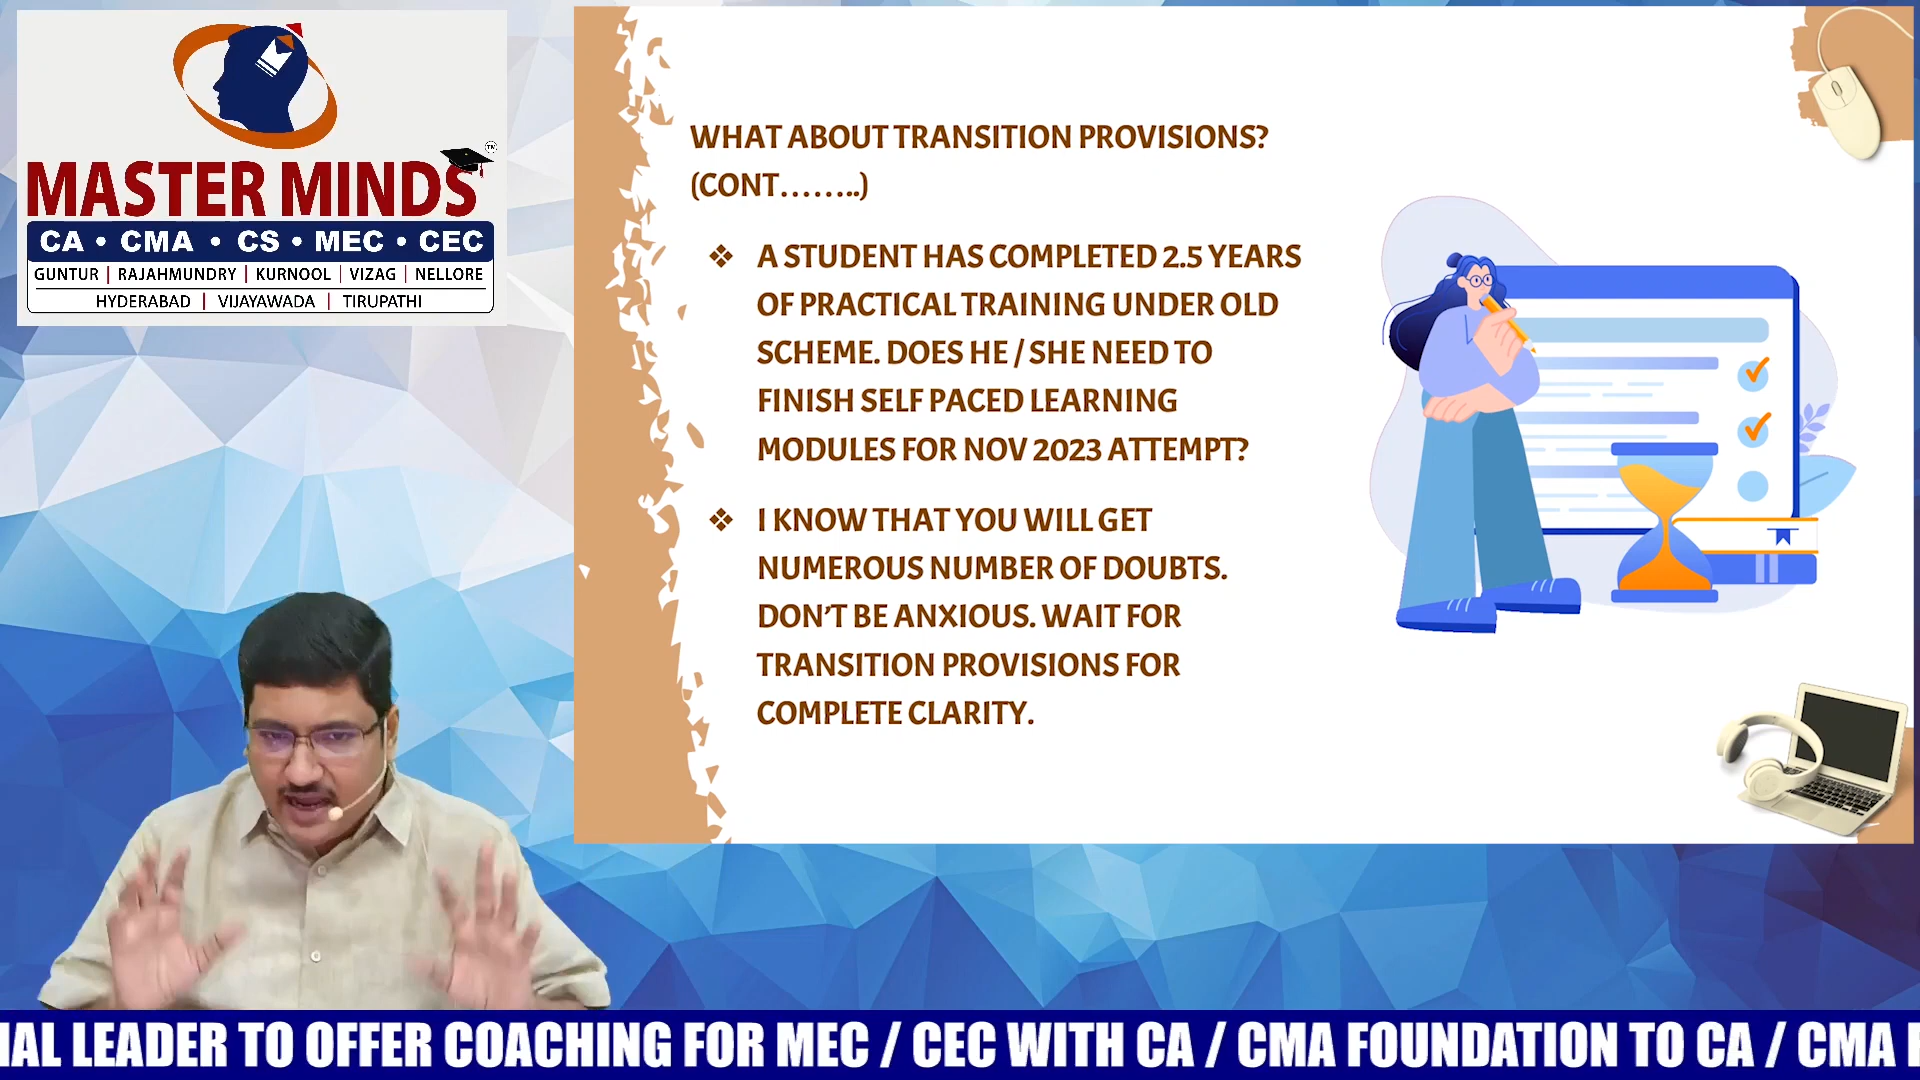 MASTER MINDS
™
CA • CMA • CS • MEC • CEC
GUNTUR | RAJAHMUNDRY | KURNOOL | VIZAG | NELLORE
HYDERABAD | VIJAYAWADA | TIRUPATHI
WHAT ABOUT TRANSITION PROVISIONS?
(CONT……..)
❖ A STUDENT HAS COMPLETED 2.5 YEARS
OF PRACTICAL TRAINING UNDER OLD
SCHEME. DOES HE / SHE NEED TO
FINISH SELF PACED LEARNING
MODULES FOR NOV 2023 ATTEMPT?
❖ I KNOW THAT YOU WILL GET
NUMEROUS NUMBER OF DOUBTS.
DON'T BE ANXIOUS. WAIT FOR
TRANSITION PROVISIONS FOR
COMPLETE CLARITY.
LEADER TO OFFER COACHING FOR MEC / CEC WITH CA / CMA FOUNDATION TO CA / CMA